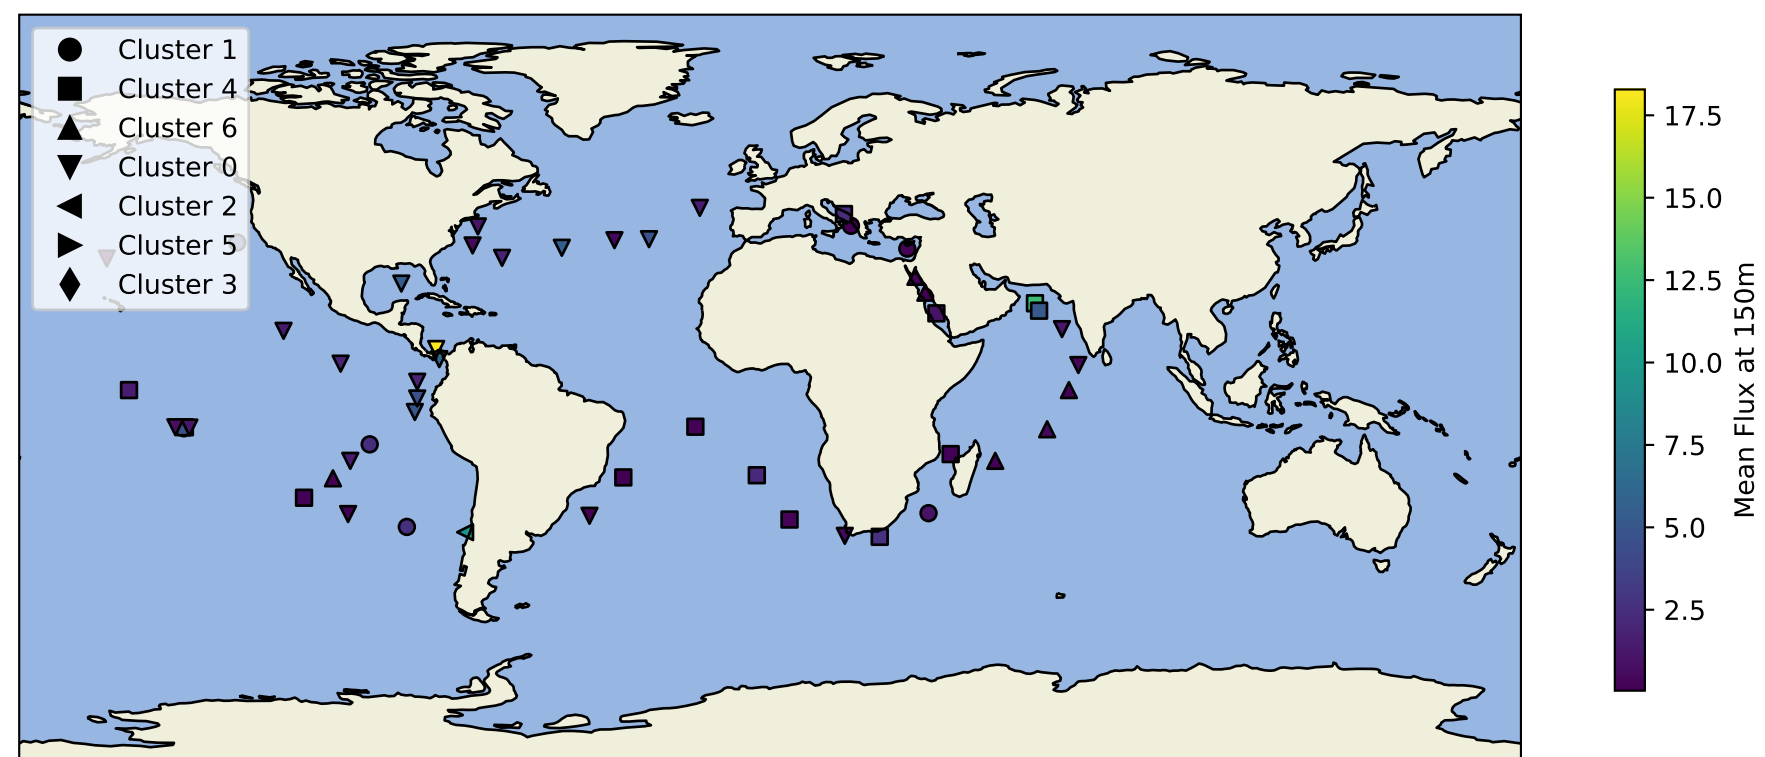 Cluster 1
Cluster 4
Cluster 6
Cluster 0
Cluster 2
Cluster 5
Cluster 3
17.5
15.0
12.5
10.0
7.5
5.0
2.5
Mean Flux at 150m